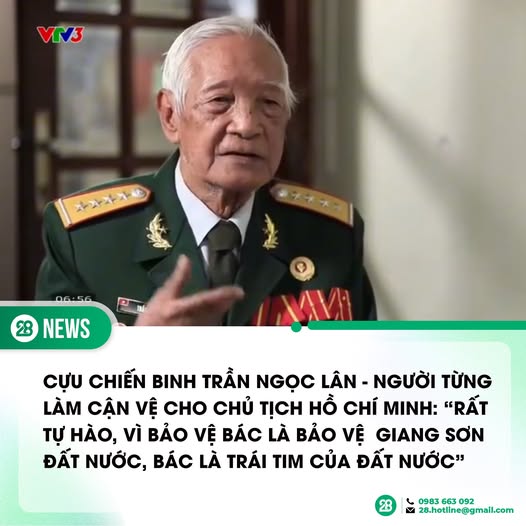 VTV3
06:56
28 NEWS
CỰU CHIẾN BINH TRẦN NGỌC LÂN - NGƯỜI TỪNG
LÀM CẬN VỆ CHO CHỦ TỊCH HỒ CHÍ MINH: “RẤT
TỰ HÀO, VÌ BẢO VỆ BÁC LÀ BẢO VỆ GIANG SƠN
ĐẤT NƯỚC, BÁC LÀ TRÁI TIM CỦA ĐẤT NƯỚC”
28
0983 663 092
28.hotline@gmail.com